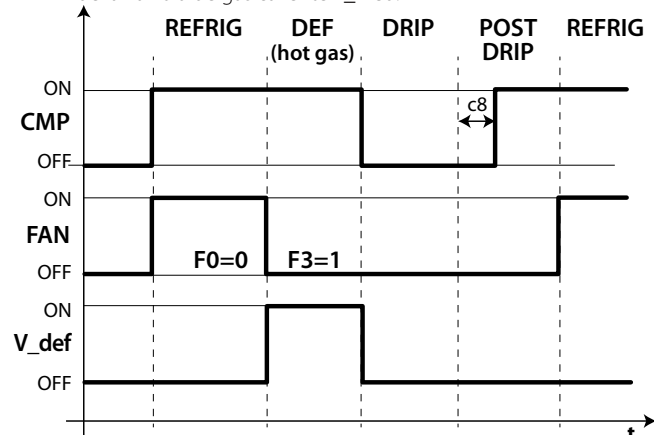 REFRIG DEF DRIP POST REFRIG
(hot gas) DRIP
ON
c8
CMP
OFF
ON
FAN
F0=0 F3=1
OFF
ON
V_def
OFF
t